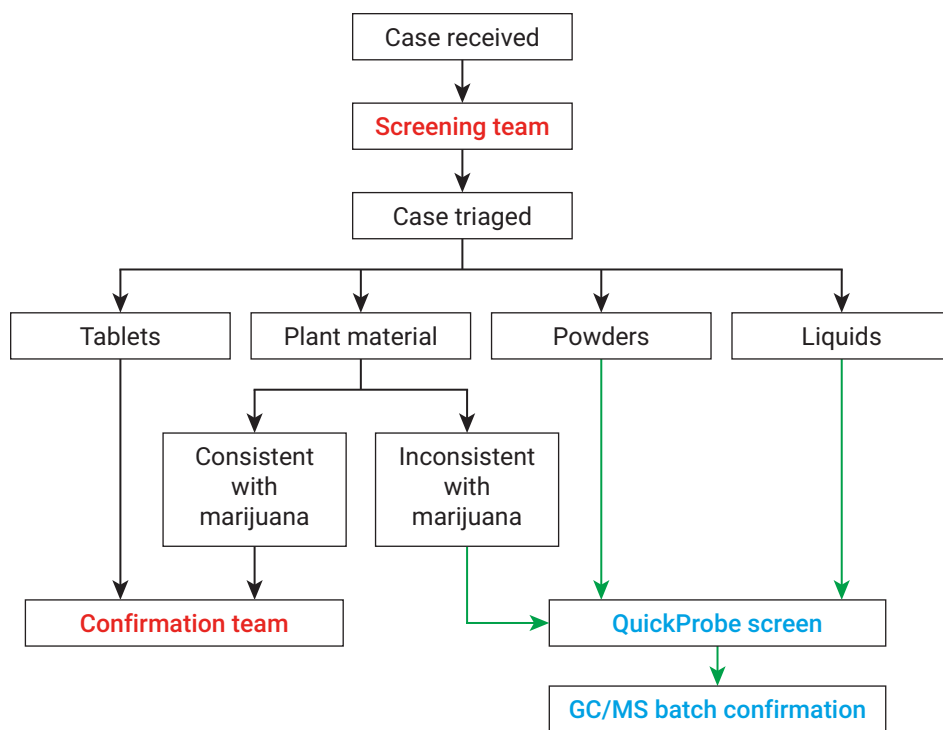 Case received
Screening team
Case triaged
Tablets
Plant material
Powders
Liquids
Consistent
with
marijuana
Inconsistent
with
marijuana
Confirmation team
QuickProbe screen
GC/MS batch confirmation